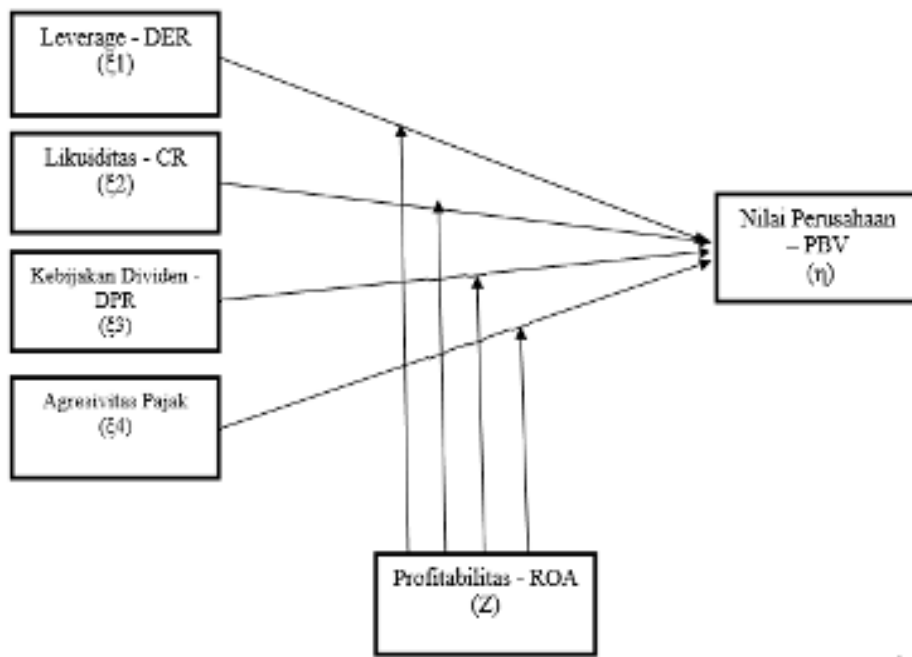 Leverage - DER
(ξ1)
Likuiditas - CR
(ξ2)
Kebijakan Dividen -
DPR
(ξ3)
Agresivitas Pajak
(ξ4)
Nilai Perusahaan
– PBV
(η)
Profitabilitas - ROA
(Z)